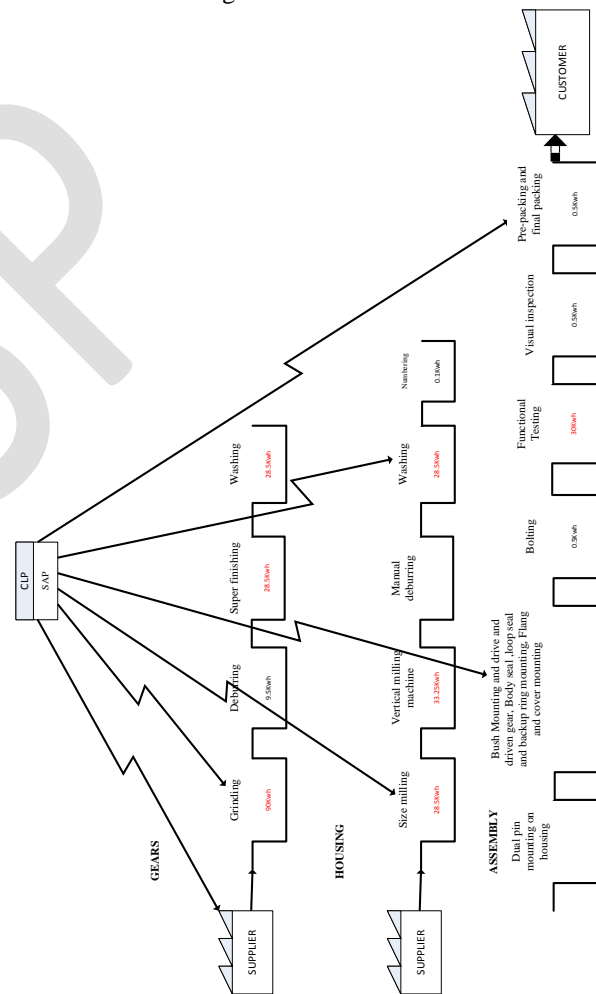 CLP
SAP
GEARS
SUPPLIER
Grinding
90Kwh
Deburring
9.5Kwh
Super finishing
28.5Kwh
Washing
28.5Kwh
HOUSING
SUPPLIER
Size milling
28.5Kwh
Vertical milling
machine
33.25Kwh
Manual
deburring
Washing
28.5Kwh
Numbering
0.1Kwh
ASSEMBLY
Dual pin
mounting on
housing
Bush Mounting and drive and
driven gear, Body seal ,loop seal
and backup ring mounting, Flang
and cover mounting
Bolting
0.5Kwh
Functional
Testing
30Kwh
Visual inspection
0.5Kwh
Pre-packing and
final packing
0.5Kwh
CUSTOMER